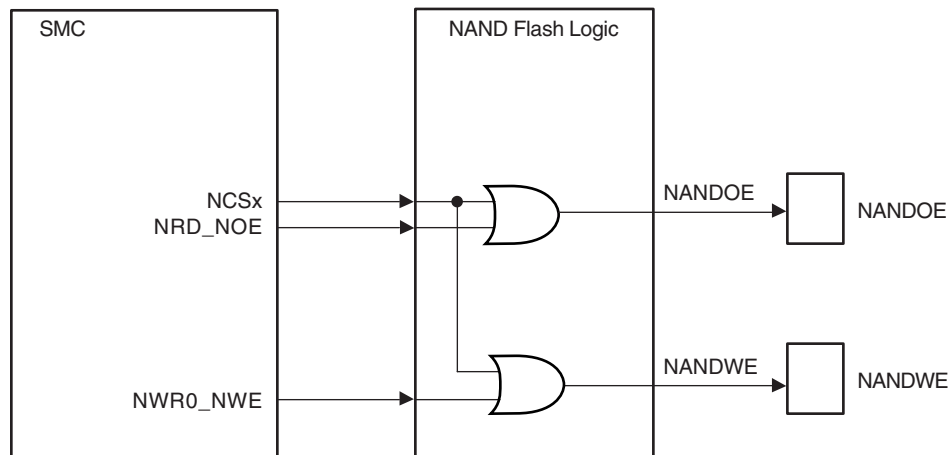 SMC
NAND Flash Logic
NCSx
NRD_NOE
NANDOE
NANDOE
NWR0_NWE
NANDWE
NANDWE